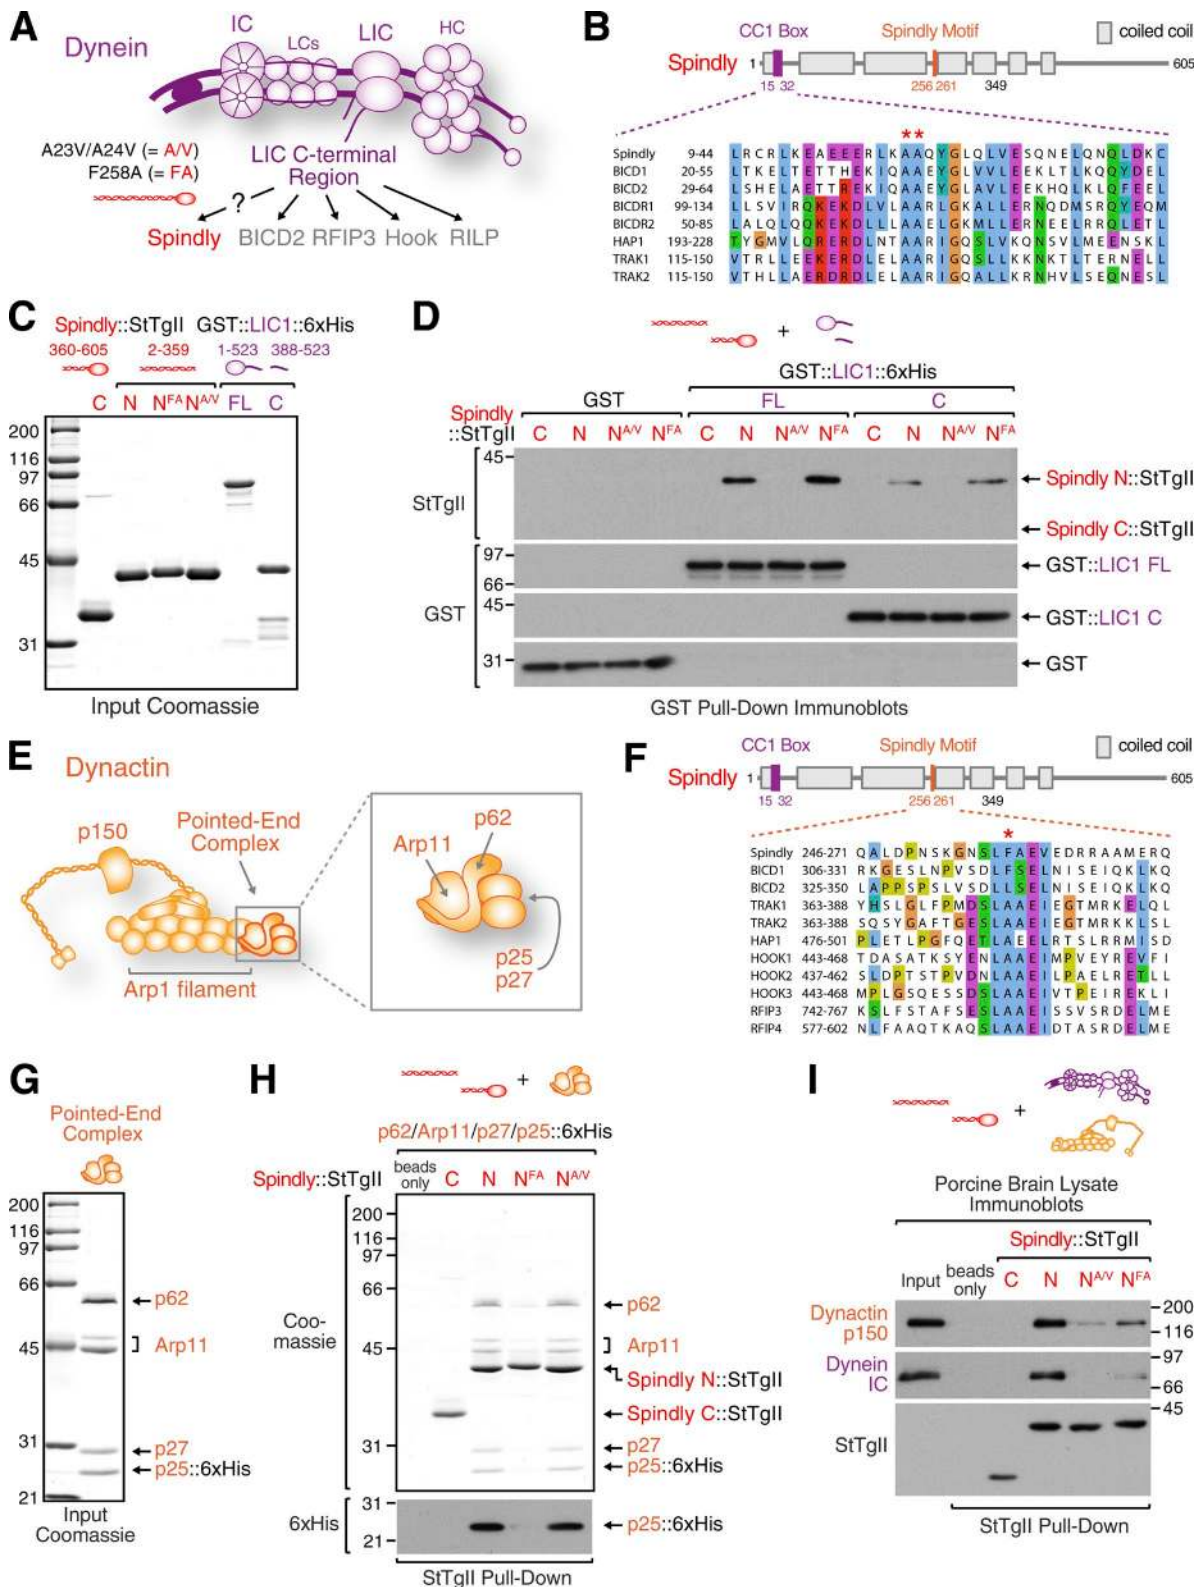 A
Dynein
IC
LCs
LIC
HC
A23V/A24V (= A/V)
F258A (= FA)
LIC C-terminal
Region
?
Spindly BICD2 RFIP3 Hook RILP
B
CC1 Box
Spindly Motif
coiled coil
Spindly 1 605
15 32 256 261 349
**
Spindly 9-44 LRCRLKEAEEERLKAAQYGLQLVESQNELQNQLDKC
BICD1 20-55 LTKELTETTHEKIQAAEYGLVVLEEKLTLKQQYDEL
BICD2 29-64 LSHELAETTREKIQAAEYGLAVLEEKHQLKLQFEEL
BICDR1 99-134 LLSVIRQKEKDLVLAARLGKALLERNQDMSRQYEQM
BICDR2 50-85 LALQLQQKEKDLLLAAELGKMLLERNEELRRQLETL
HAP1 193-228 TYGMVLQRERDLNTAARIGQSLVKQNSVLMEENSKL
TRAK1 115-150 VTRLLEEKERDLELAARIGQSLLKKNKTLTERNELL
TRAK2 115-150 VTHLLAERDRDLELAARIGQALLKRNHVLSEQNESL
C
Spindly::StTgII GST::LIC1::6xHis
360-605 2-359 1-523 388-523
C N NFA NA/V FL C
200
116
97
66
45
31
Input Coomassie
D
+
GST::LIC1::6xHis
GST FL C
Spindly
::StTgII C N NA/V NFA C N NA/V NFA C N NA/V NFA
45
StTgII
Spindly N::StTgII
Spindly C::StTgII
97
66
GST::LIC1 FL
GST
45
GST::LIC1 C
31
GST
GST Pull-Down Immunoblots
E
Dynactin
p150
Pointed-End
Complex
Arp1 filament
Arp11
p62
p25
p27
F
CC1 Box
Spindly Motif
coiled coil
Spindly 1 605
15 32 256 261 349
*
Spindly 246-271 QALDPNSKGNSLFAEVEDRRAAMERQ
BICD1 306-331 RKGESLNPVSDLFSELNISEIQKLKQ
BICD2 325-350 LAPPSPSLVSDLLSELNISEIQKLKQ
TRAK1 363-388 YHSLGLFPMDSLAAEIEGTMRKELQL
TRAK2 363-388 SQSYGAFTGESLAAEIEGTMRKKLSL
HAP1 476-501 PLETLPGFQETLAEELRTSLRRMISD
HOOK1 443-468 TDASATKSYENLAAEIMPVEYREVFI
HOOK2 437-462 SLDPTSTPVDNLAAEILPAELRETLL
HOOK3 443-468 MPLGSQESSDSLAAEIVTPEIREKLI
RFIP3 742-767 KSLFSTAFSESLAAEISSVSRDELME
RFIP4 577-602 NLFAAQTKAQSLAAEIDTASRDELME
G
Pointed-End
Complex
200
116
97
66
p62
45
Arp11
31
p27
p25::6xHis
21
Input
Coomassie
H
+
p62/Arp11/p27/p25::6xHis
Spindly::StTgII beads only C N NFA NA/V
200
116
97
66
p62
Coo-
massie
45
Arp11
Spindly N::StTgII
Spindly C::StTgII
31
p27
p25::6xHis
31
6xHis
p25::6xHis
21
StTgII Pull-Down
I
+
Porcine Brain Lysate
Immunoblots
Spindly::StTgII
Input beads only C N NA/V NFA
Dynactin
p150
200
116
Dynein
IC
97
66
45
StTgII
StTgII Pull-Down